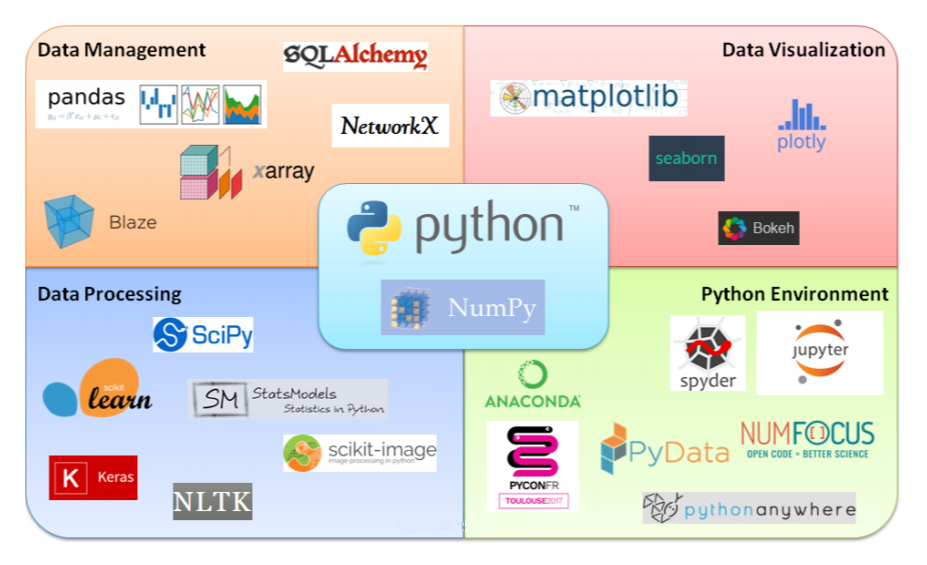 Data Management
SQLAlchemy
pandas
NetworkX
xarray
Blaze
Data Visualization
matplotlib
plotly
seaborn
Bokeh
python™
NumPy
Data Processing
SciPy
scikit
learn
SM
StatsModels
Statistics in Python
scikit-image
image processing in python
K Keras
NLTK
Python Environment
spyder
jupyter
ANACONDA
PYCONFR
TOULOUSE2017
PyData
NUMFOCUS
OPEN CODE = BETTER SCIENCE
pythonanywhere